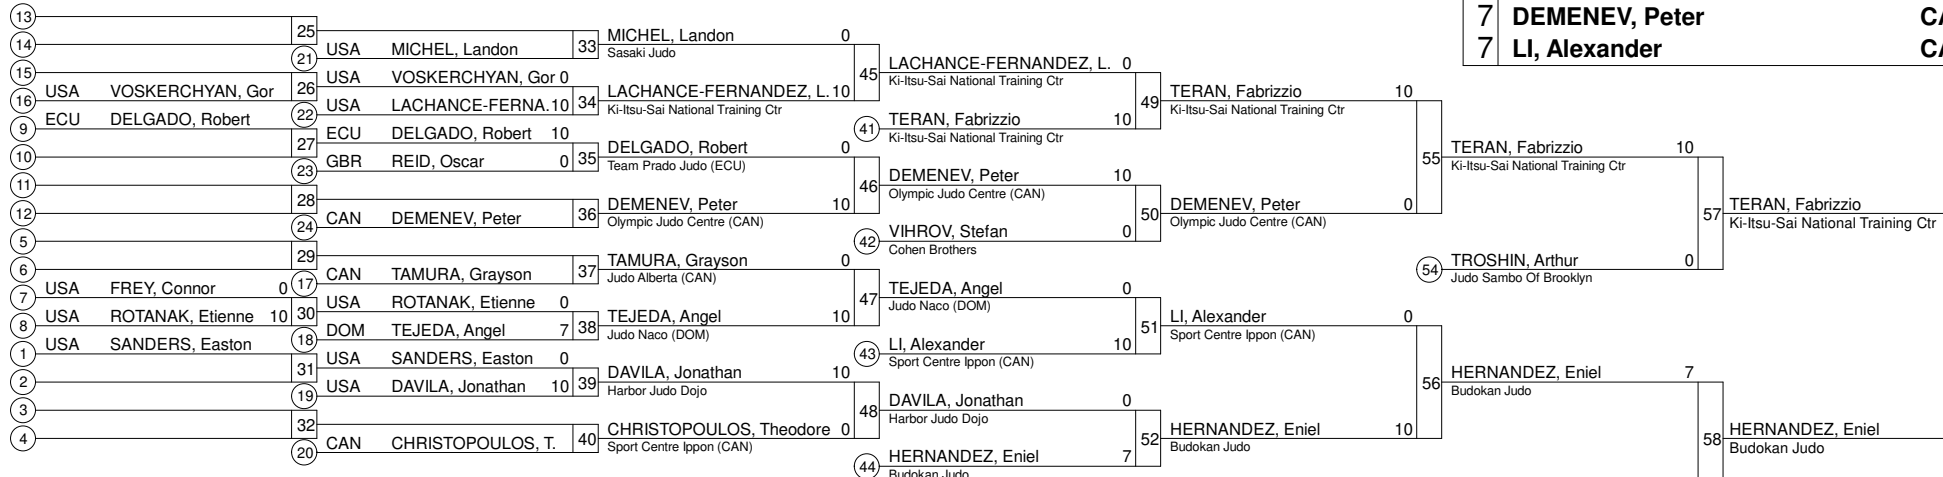 7 DEMENEV, Peter
7 LI, Alexander
13
14
15
16 USA VOSKERCHYAN, Gor
9 ECU DELGADO, Robert
10
11
12
5
6
7 USA FREY, Connor 0
8 USA ROTANAK, Etienne 10
1 USA SANDERS, Easton
2
3
4
25
21 USA MICHEL, Landon
26 USA VOSKERCHYAN, Gor 0
22 USA LACHANCE-FERNA. 10
27 ECU DELGADO, Robert 10
23 GBR REID, Oscar 0
28
24 CAN DEMENEV, Peter
29
17 CAN TAMURA, Grayson
30 USA ROTANAK, Etienne 0
18 DOM TEJEDA, Angel 7
31 USA SANDERS, Easton 0
19 USA DAVILA, Jonathan 10
32
20 CAN CHRISTOPOULOS, T.
33 MICHEL, Landon 0
Sasaki Judo
34 LACHANCE-FERNANDEZ, L. 10
Ki-Itsu-Sai National Training Ctr
35 DELGADO, Robert 0
Team Prado Judo (ECU)
36 DEMENEV, Peter 10
Olympic Judo Centre (CAN)
37 TAMURA, Grayson 0
Judo Alberta (CAN)
38 TEJEDA, Angel 10
Judo Naco (DOM)
39 DAVILA, Jonathan 10
Harbor Judo Dojo
40 CHRISTOPOULOS, Theodore 0
Sport Centre Ippon (CAN)
45 LACHANCE-FERNANDEZ, L. 0
Ki-Itsu-Sai National Training Ctr
41 TERAN, Fabrizzio 10
Ki-Itsu-Sai National Training Ctr
46 DEMENEV, Peter 10
Olympic Judo Centre (CAN)
42 VIHROV, Stefan 0
Cohen Brothers
47 TEJEDA, Angel 0
Judo Naco (DOM)
43 LI, Alexander 10
Sport Centre Ippon (CAN)
48 DAVILA, Jonathan 0
Harbor Judo Dojo
44 HERNANDEZ, Eniel 7
Budokan Judo
49 TERAN, Fabrizzio 10
Ki-Itsu-Sai National Training Ctr
50 DEMENEV, Peter 0
Olympic Judo Centre (CAN)
51 LI, Alexander 0
Sport Centre Ippon (CAN)
52 HERNANDEZ, Eniel 10
Budokan Judo
55 TERAN, Fabrizzio 10
Ki-Itsu-Sai National Training Ctr
54 TROSHIN, Arthur 0
Judo Sambo Of Brooklyn
56 HERNANDEZ, Eniel 7
Budokan Judo
57 TERAN, Fabrizzio
Ki-Itsu-Sai National Training Ctr
58 HERNANDEZ, Eniel
Budokan Judo